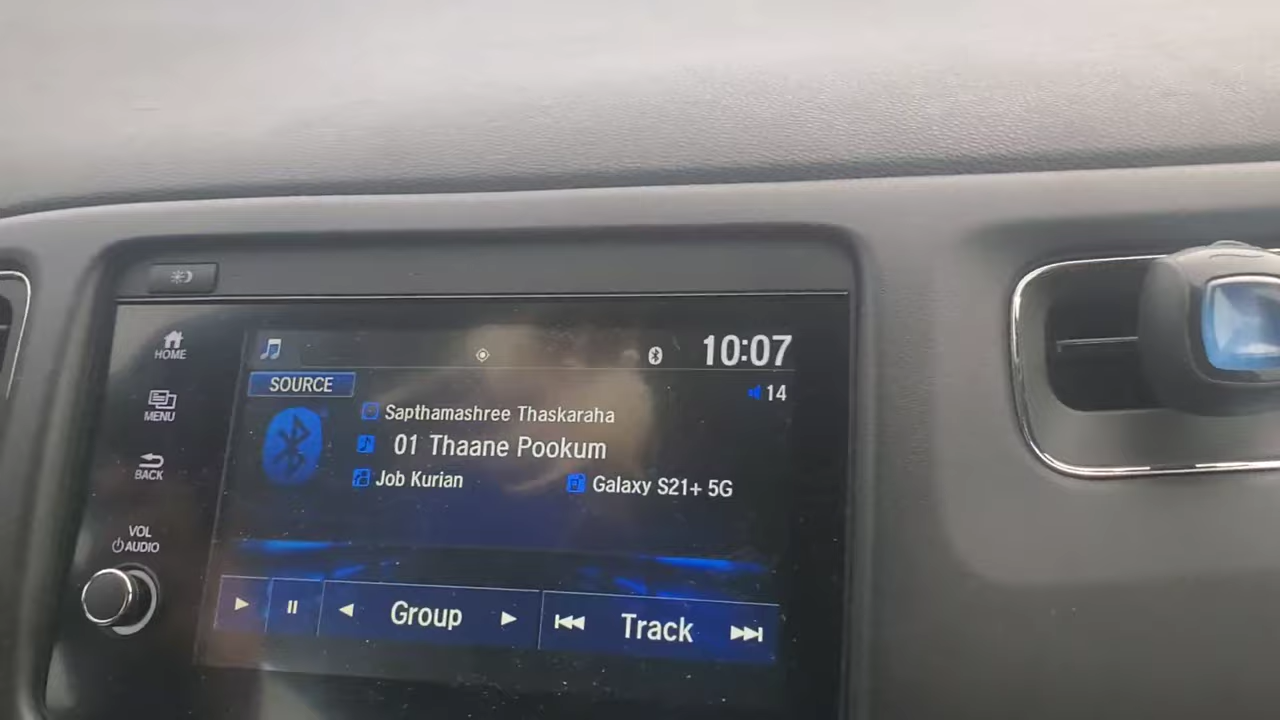 HOME
MENU
BACK
VOL
AUDIO
10:07
SOURCE
14
Sapthamashree Thaskaraha
01 Thaane Pookum
Job Kurian
Galaxy S21+ 5G
Group
Track